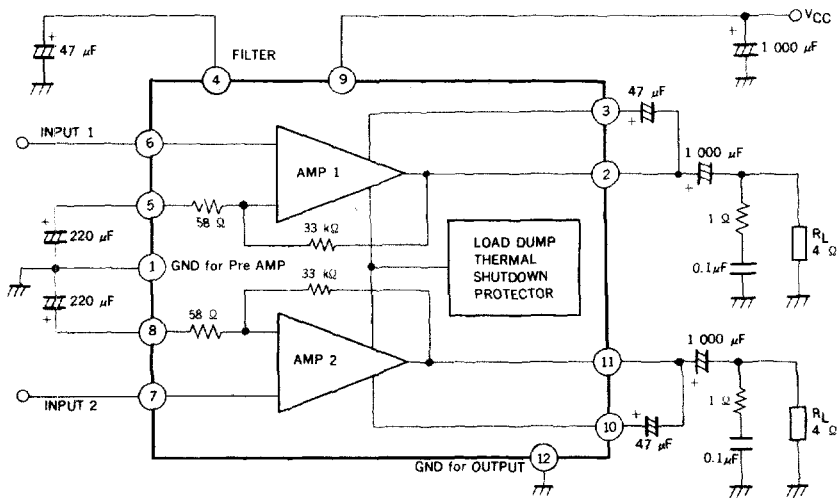 VCC
47 µF
FILTER
1 000 µF
4
9
47 µF
3
INPUT 1
6
AMP 1
2
1 000 µF
5
58 Ω
33 kΩ
1 Ω
RL
4 Ω
220 µF
LOAD DUMP
THERMAL
SHUTDOWN
PROTECTOR
0.1µF
1
GND for Pre AMP
33 kΩ
220 µF
58 Ω
8
1 000 µF
AMP 2
11
INPUT 2
7
1 Ω
RL
4 Ω
10
47 µF
0.1µF
GND for OUTPUT
12